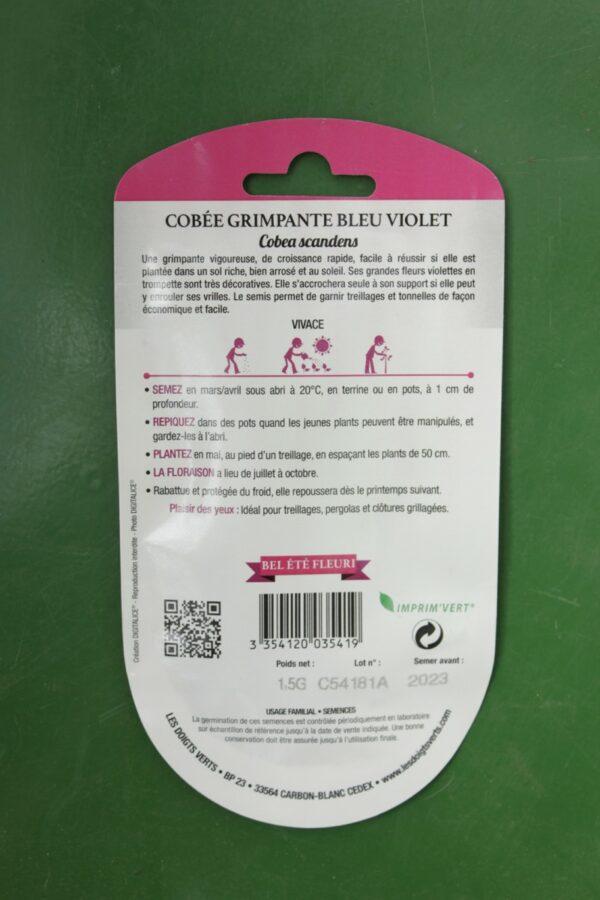 COBÉE GRIMPANTE BLEU VIOLET
Cobea scandens
Une grimpante vigoureuse, de croissance rapide, facile à réussir si elle est
plantée dans un sol riche, bien arrosé et au soleil. Ses grandes fleurs violettes en
trompette sont très décoratives. Elle s'accrochera seule à son support si elle peut
y enrouler ses vrilles. Le semis permet de garnir treillages et tonnelles de façon
économique et facile.
VIVACE
• SEMEZ en mars/avril sous abri à 20°C, en terrine ou en pots, à 1 cm de
profondeur.
• REPIQUEZ dans des pots quand les jeunes plants peuvent être manipulés, et
gardez-les à l'abri.
• PLANTEZ en mai, au pied d'un treillage, en espaçant les plants de 50 cm.
• LA FLORAISON a lieu de juillet à octobre.
• Rabattue et protégée du froid, elle repoussera dès le printemps suivant.
Plaisir des yeux : Idéal pour treillages, pergolas et clôtures grillagées.
Création DIGITALICE® - Reproduction interdite - Photo DIGITALICE®
BEL ÉTÉ FLEURI
IMPRIM'VERT®
3 354120 035419
Poids net : Lot n° : Semer avant :
1.5G C54181A 2023
USAGE FAMILIAL • SEMENCES
La germination de ces semences est contrôlée périodiquement en laboratoire
sur échantillon de référence jusqu'à la date de vente indiquée. Une bonne
conservation doit être assurée jusqu'à l'utilisation finale.
LES DOIGTS VERTS • BP 23 • 33564 CARBON-BLANC CEDEX • www.lesdoigtsverts.com